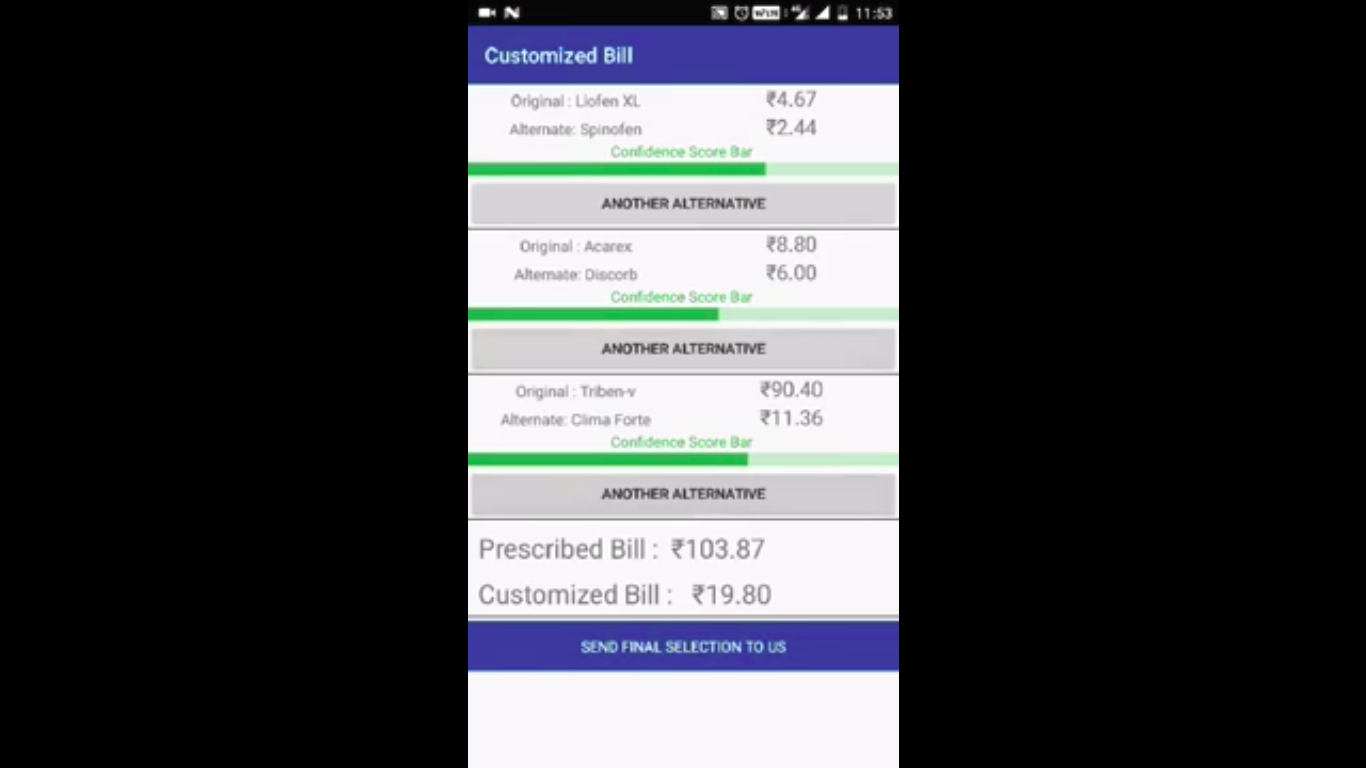 11:53
Customized Bill
Original : Liofen XL ₹4.67
Alternate: Spinofen ₹2.44
Confidence Score Bar
ANOTHER ALTERNATIVE
Original : Acarex ₹8.80
Alternate: Discorb ₹6.00
Confidence Score Bar
ANOTHER ALTERNATIVE
Original : Triben-v ₹90.40
Alternate: Clima Forte ₹11.36
Confidence Score Bar
ANOTHER ALTERNATIVE
Prescribed Bill : ₹103.87
Customized Bill : ₹19.80
SEND FINAL SELECTION TO US